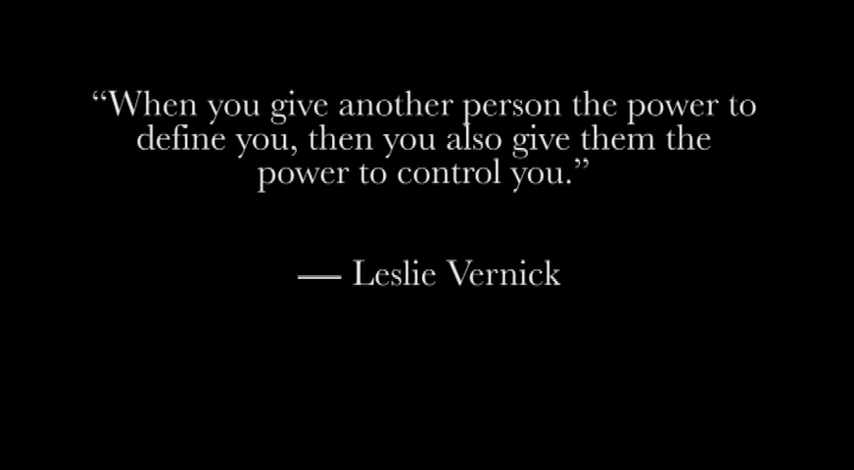 “When you give another person the power to
define you, then you also give them the
power to control you.”
— Leslie Vernick